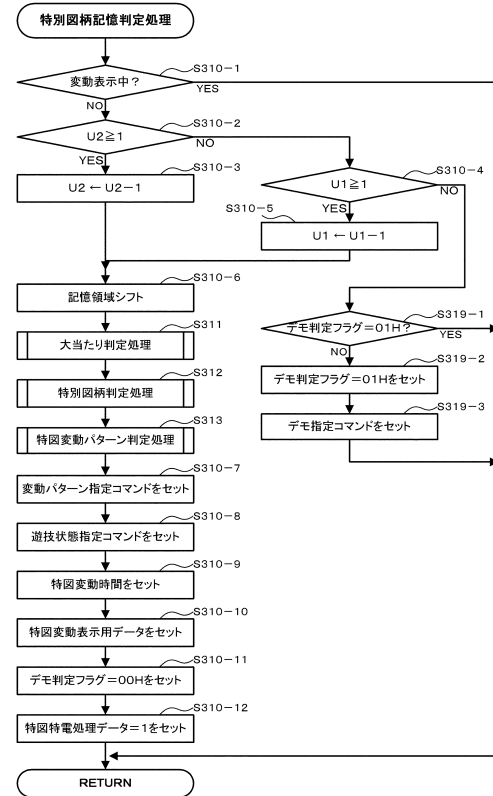 特別図柄記憶判定処理
S310-1
変動表示中?
YES
NO
S310-2
U2≧1
NO
YES
S310-3
U2 ← U2-1
S310-4
U1≧1
NO
YES
S310-5
U1 ← U1-1
S310-6
記憶領域シフト
S311
大当たり判定処理
S312
特別図柄判定処理
S313
特図変動パターン判定処理
S310-7
変動パターン指定コマンドをセット
S310-8
遊技状態指定コマンドをセット
S310-9
特図変動時間をセット
S310-10
特図変動表示用データをセット
S310-11
デモ判定フラグ=00Hをセット
S310-12
特図特電処理データ=1をセット
RETURN
S319-1
デモ判定フラグ=01H?
YES
NO
S319-2
デモ判定フラグ=01Hをセット
S319-3
デモ指定コマンドをセット